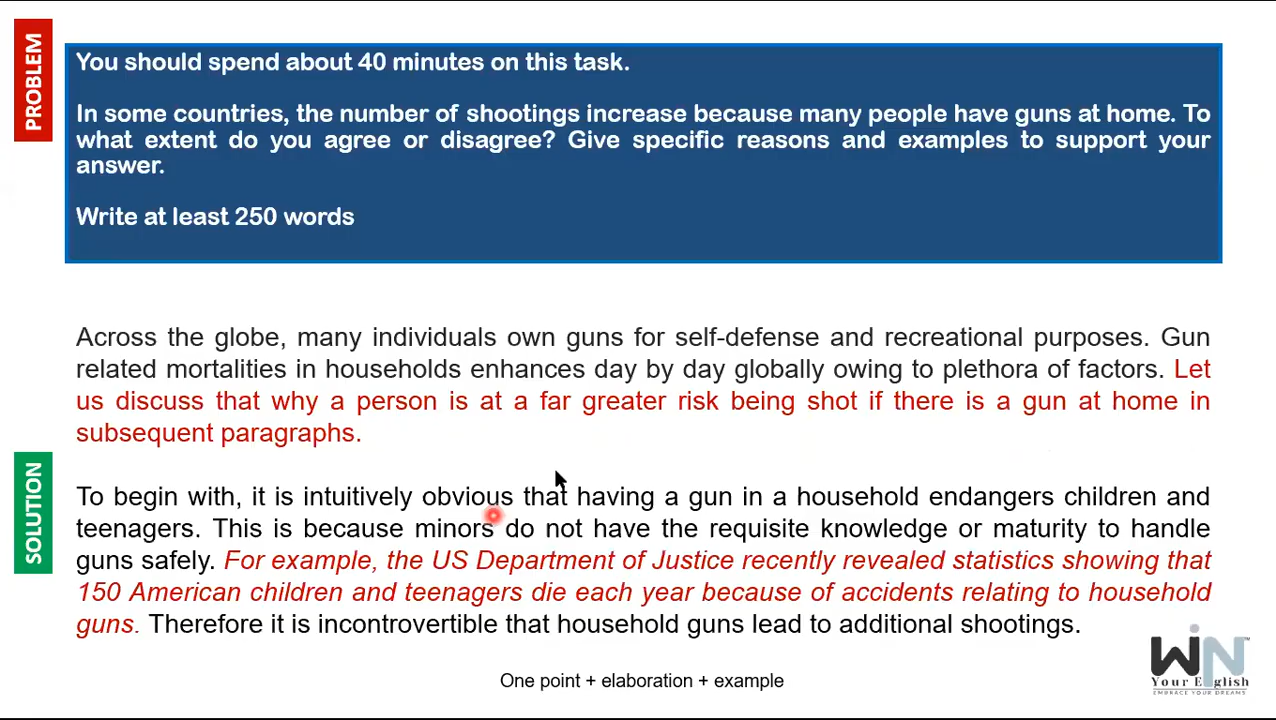 PROBLEM
You should spend about 40 minutes on this task.
In some countries, the number of shootings increase because many people have guns at home. To
what extent do you agree or disagree? Give specific reasons and examples to support your
answer.
Write at least 250 words
Across the globe, many individuals own guns for self-defense and recreational purposes. Gun
related mortalities in households enhances day by day globally owing to plethora of factors. Let
us discuss that why a person is at a far greater risk being shot if there is a gun at home in
subsequent paragraphs.
SOLUTION
To begin with, it is intuitively obvious that having a gun in a household endangers children and
teenagers. This is because minors do not have the requisite knowledge or maturity to handle
guns safely. For example, the US Department of Justice recently revealed statistics showing that
150 American children and teenagers die each year because of accidents relating to household
guns. Therefore it is incontrovertible that household guns lead to additional shootings.
One point + elaboration + example
WiN™
Your English
EMBRACE YOUR DREAMS